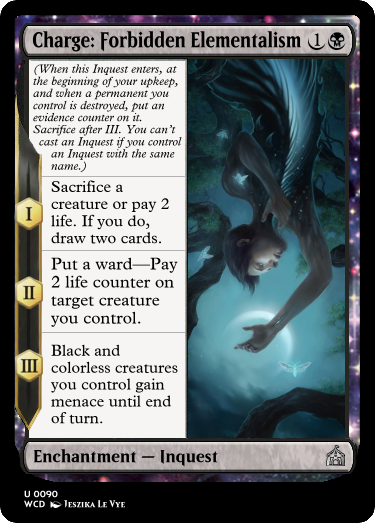 Charge: Forbidden Elementalism 1
(When this Inquest enters, at
the beginning of your upkeep,
and when a permanent you
control is destroyed, put an
evidence counter on it.
Sacrifice after III. You can't
cast an Inquest if you control
an Inquest with the same
name.)
I
Sacrifice a
creature or pay 2
life. If you do,
draw two cards.
II
Put a ward—Pay
2 life counter on
target creature
you control.
III
Black and
colorless creatures
you control gain
menace until end
of turn.
Enchantment — Inquest
U 0090
WCD Jeszika Le Vye